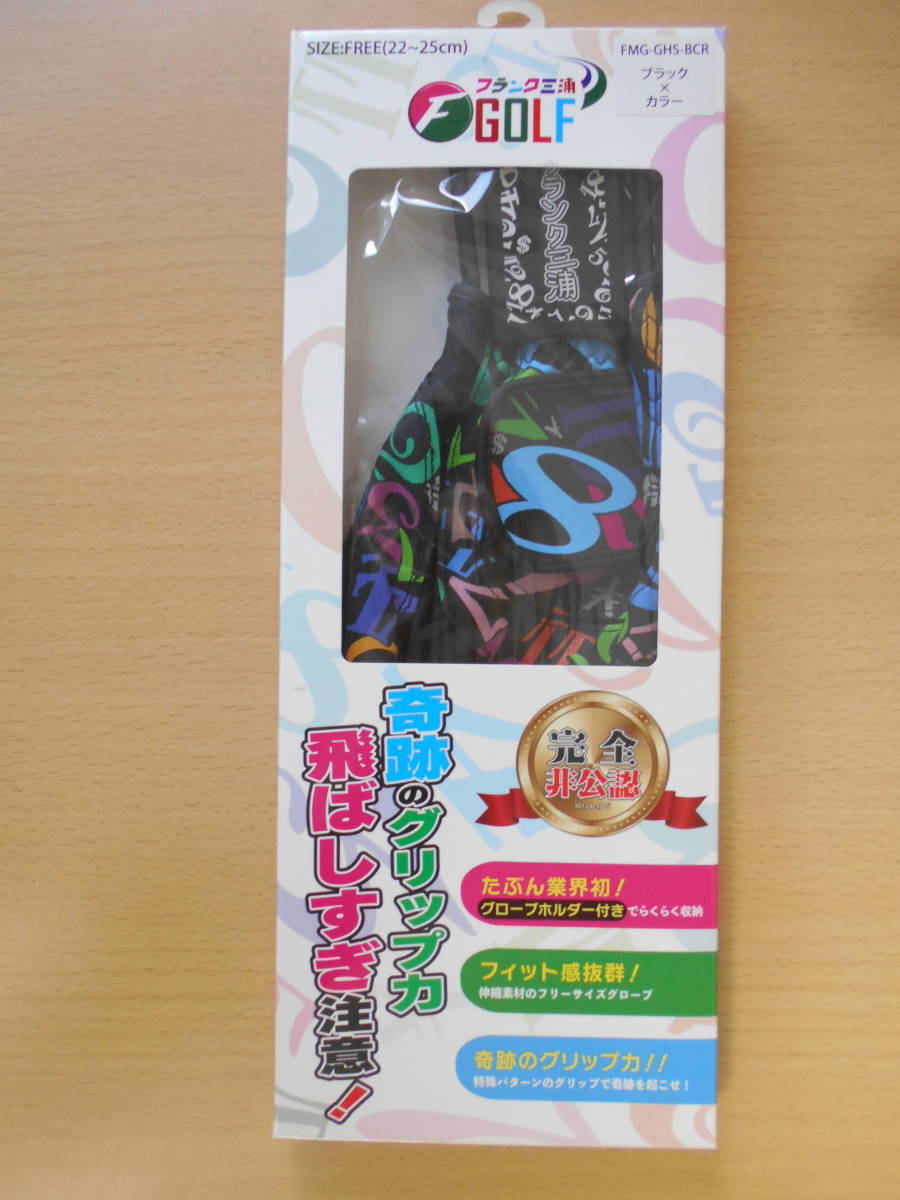 SIZE:FREE(22~25cm)
FMG-GHS-BCR
ブラック
×
カラー
フランク三浦
F GOLF
フランク三浦
奇跡のグリップ力
飛ばしすぎ注意!
完全
非公認
たぶん業界初!
グローブホルダー付きでらくらく収納
フィット感抜群!
伸縮素材のフリーサイズグローブ
奇跡のグリップ力!!
特殊パターンのグリップで奇跡を起こせ!